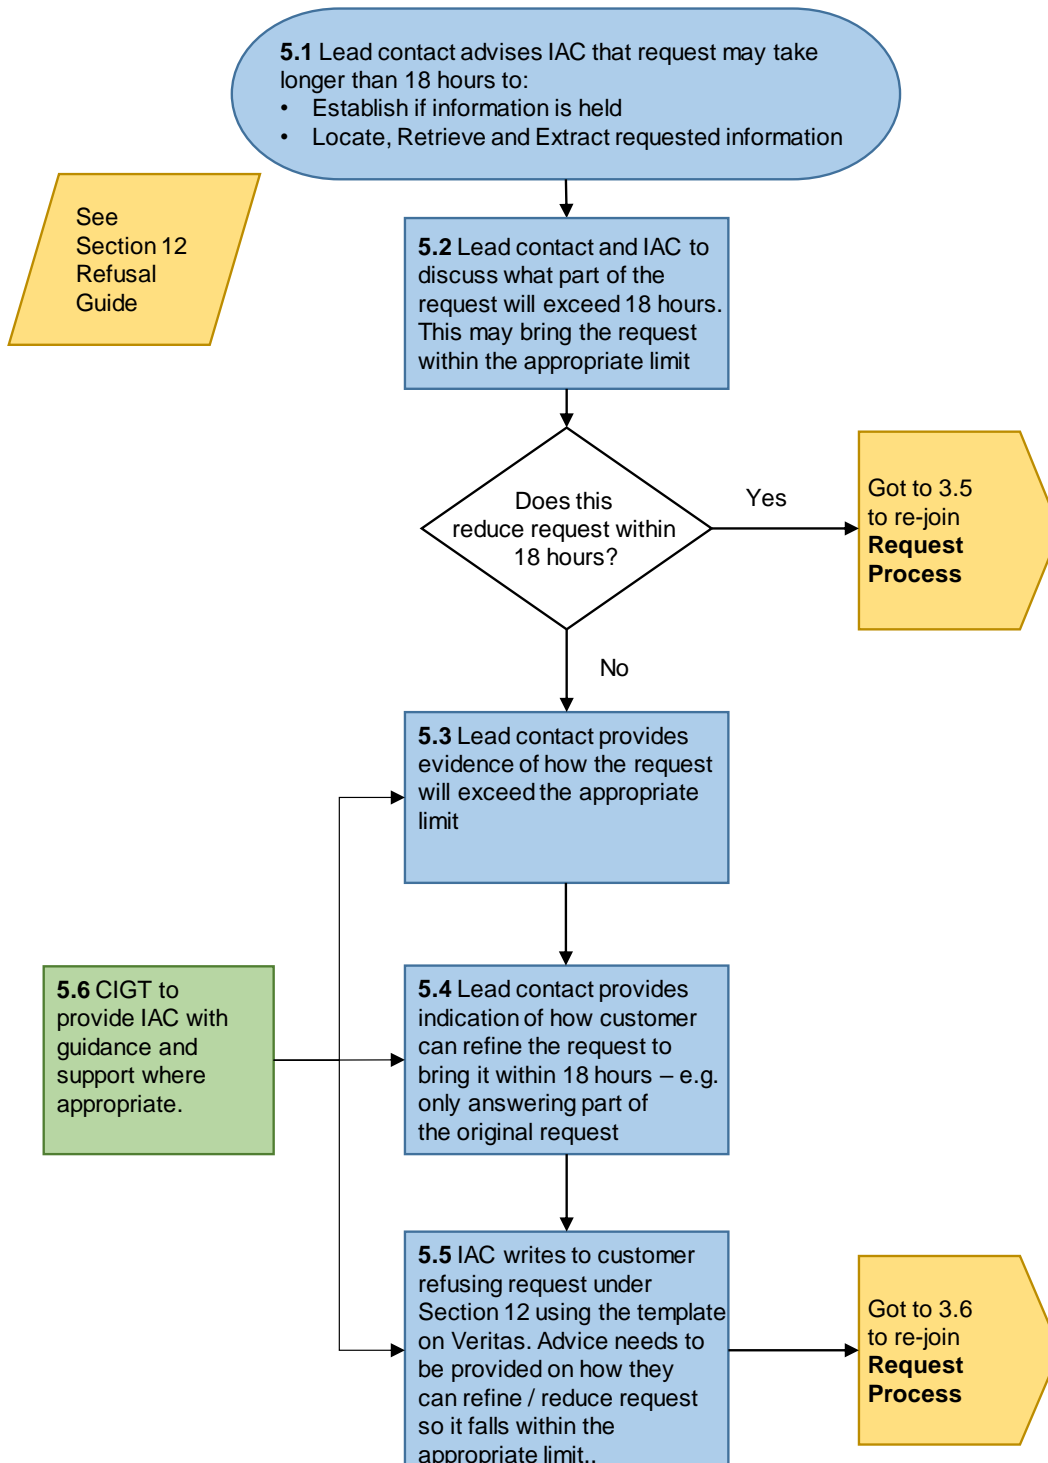 5.1 Lead contact advises IAC that request may take
longer than 18 hours to:
• Establish if information is held
• Locate, Retrieve and Extract requested information
See
Section 12
Refusal
Guide
5.2 Lead contact and IAC to
discuss what part of the
request will exceed 18 hours.
This may bring the request
within the appropriate limit
Does this
reduce request within
18 hours?
Yes
Got to 3.5
to re-join
Request
Process
No
5.3 Lead contact provides
evidence of how the request
will exceed the appropriate
limit
5.6 CIGT to
provide IAC with
guidance and
support where
appropriate.
5.4 Lead contact provides
indication of how customer
can refine the request to
bring it within 18 hours – e.g.
only answering part of
the original request
5.5 IAC writes to customer
refusing request under
Section 12 using the template
on Veritas. Advice needs to
be provided on how they
can refine / reduce request
so it falls within the
appropriate limit..
Got to 3.6
to re-join
Request
Process